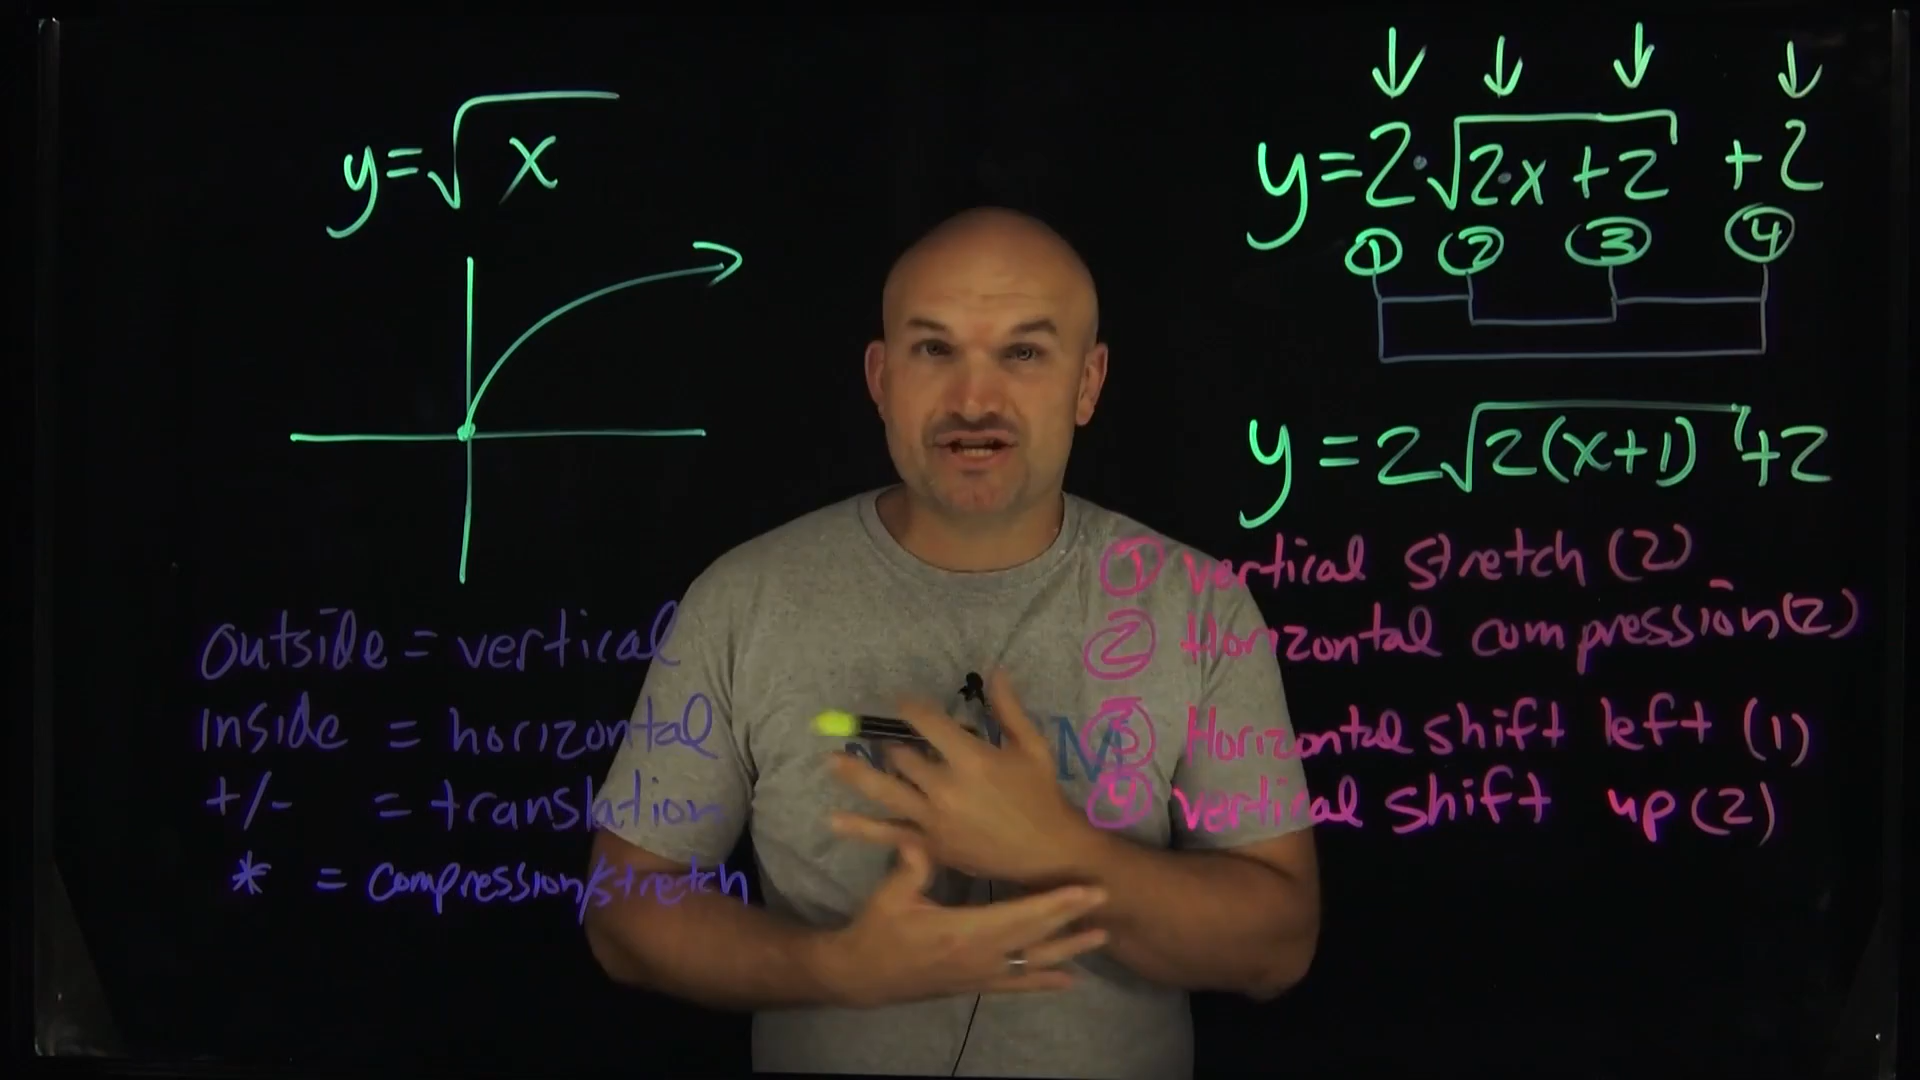 y=√x
outside = vertical
inside = horizontal
+/- = translation
* = compression/stretch
y=2·√2·x+2 +2
① ② ③ ④
y=2√2(x+1) +2
① vertical stretch (2)
② Horizontal compression(2)
③ Horizontal shift left (1)
④ vertical shift up (2)
M